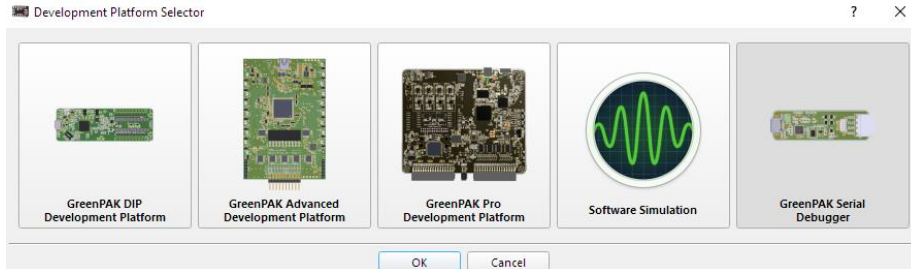 Development Platform Selector
?
GreenPAK DIP
Development Platform
GreenPAK Advanced
Development Platform
GreenPAK Pro
Development Platform
Software Simulation
GreenPAK Serial
Debugger
OK
Cancel